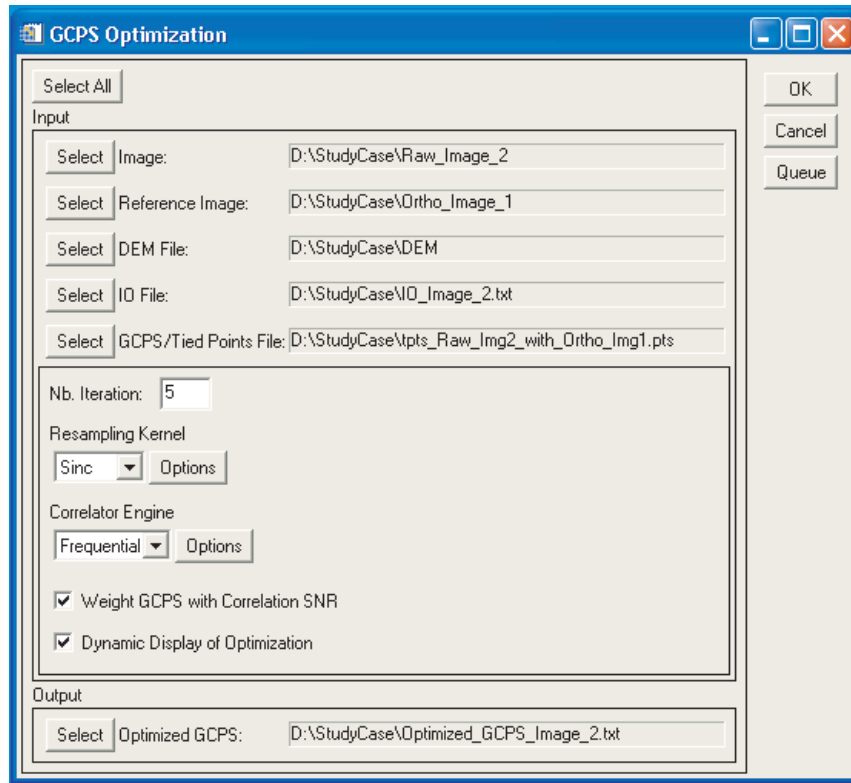 GCPS Optimization
Select All
OK
Input
Cancel
Select Image: D:\StudyCase\Raw_Image_2
Queue
Select Reference Image: D:\StudyCase\Ortho_Image_1
Select DEM File: D:\StudyCase\DEM
Select IO File: D:\StudyCase\IO_Image_2.txt
Select GCPS/Tied Points File: D:\StudyCase\tpts_Raw_Img2_with_Ortho_Img1.pts
Nb. Iteration: 5
Resampling Kernel
Sinc Options
Correlator Engine
Frequential Options
Weight GCPS with Correlation SNR
Dynamic Display of Optimization
Output
Select Optimized GCPS: D:\StudyCase\Optimized_GCPS_Image_2.txt